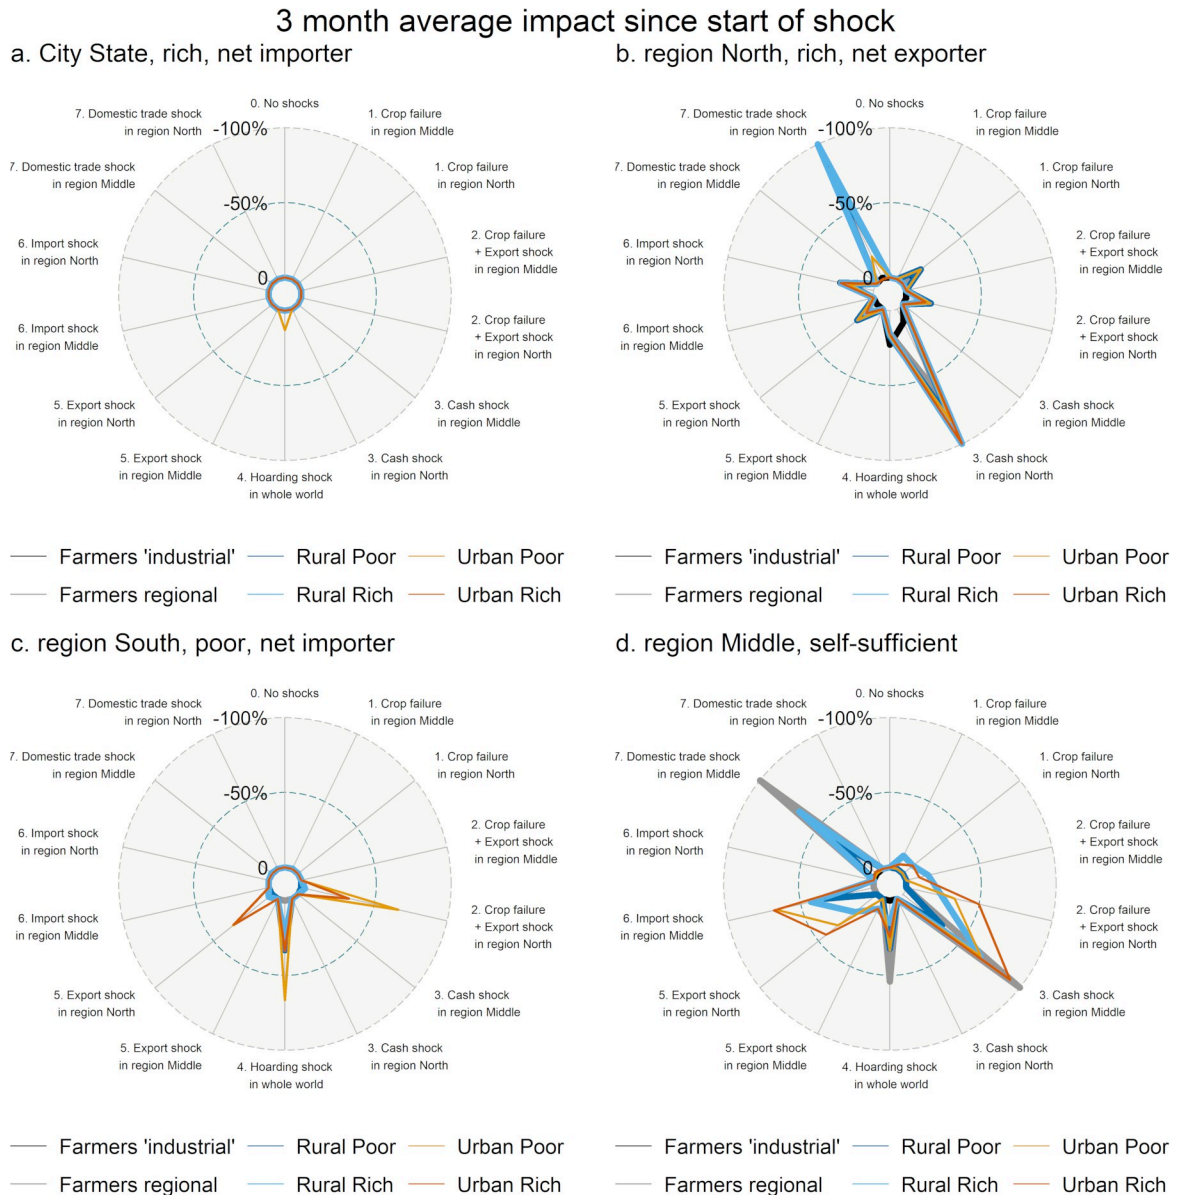 3 month average impact since start of shock
a. City State, rich, net importer
0. No shocks
1. Crop failure
in region Middle
1. Crop failure
in region North
2. Crop failure
+ Export shock
in region Middle
2. Crop failure
+ Export shock
in region North
3. Cash shock
in region Middle
3. Cash shock
in region North
4. Hoarding shock
in whole world
5. Export shock
in region Middle
5. Export shock
in region North
6. Import shock
in region Middle
6. Import shock
in region North
7. Domestic trade shock
in region Middle
7. Domestic trade shock
in region North
-100%
-50%
0
Farmers 'industrial'
Rural Poor
Urban Poor
Farmers regional
Rural Rich
Urban Rich
b. region North, rich, net exporter
0. No shocks
1. Crop failure
in region Middle
1. Crop failure
in region North
2. Crop failure
+ Export shock
in region Middle
2. Crop failure
+ Export shock
in region North
3. Cash shock
in region Middle
3. Cash shock
in region North
4. Hoarding shock
in whole world
5. Export shock
in region Middle
5. Export shock
in region North
6. Import shock
in region Middle
6. Import shock
in region North
7. Domestic trade shock
in region Middle
7. Domestic trade shock
in region North
-100%
-50%
0
Farmers 'industrial'
Rural Poor
Urban Poor
Farmers regional
Rural Rich
Urban Rich
c. region South, poor, net importer
0. No shocks
1. Crop failure
in region Middle
1. Crop failure
in region North
2. Crop failure
+ Export shock
in region Middle
2. Crop failure
+ Export shock
in region North
3. Cash shock
in region Middle
3. Cash shock
in region North
4. Hoarding shock
in whole world
5. Export shock
in region Middle
5. Export shock
in region North
6. Import shock
in region Middle
6. Import shock
in region North
7. Domestic trade shock
in region Middle
7. Domestic trade shock
in region North
-100%
-50%
0
Farmers 'industrial'
Rural Poor
Urban Poor
Farmers regional
Rural Rich
Urban Rich
d. region Middle, self-sufficient
0. No shocks
1. Crop failure
in region Middle
1. Crop failure
in region North
2. Crop failure
+ Export shock
in region Middle
2. Crop failure
+ Export shock
in region North
3. Cash shock
in region Middle
3. Cash shock
in region North
4. Hoarding shock
in whole world
5. Export shock
in region Middle
5. Export shock
in region North
6. Import shock
in region Middle
6. Import shock
in region North
7. Domestic trade shock
in region Middle
7. Domestic trade shock
in region North
-100%
-50%
0
Farmers 'industrial'
Rural Poor
Urban Poor
Farmers regional
Rural Rich
Urban Rich